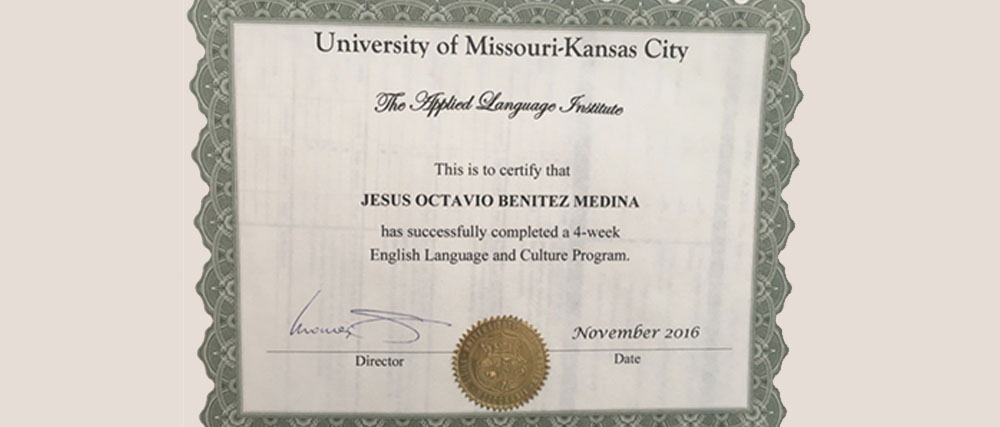 University of Missouri-Kansas City
The Applied Language Institute
This is to certify that
JESUS OCTAVIO BENITEZ MEDINA
has successfully completed a 4-week
English Language and Culture Program.
November 2016
Director
Date